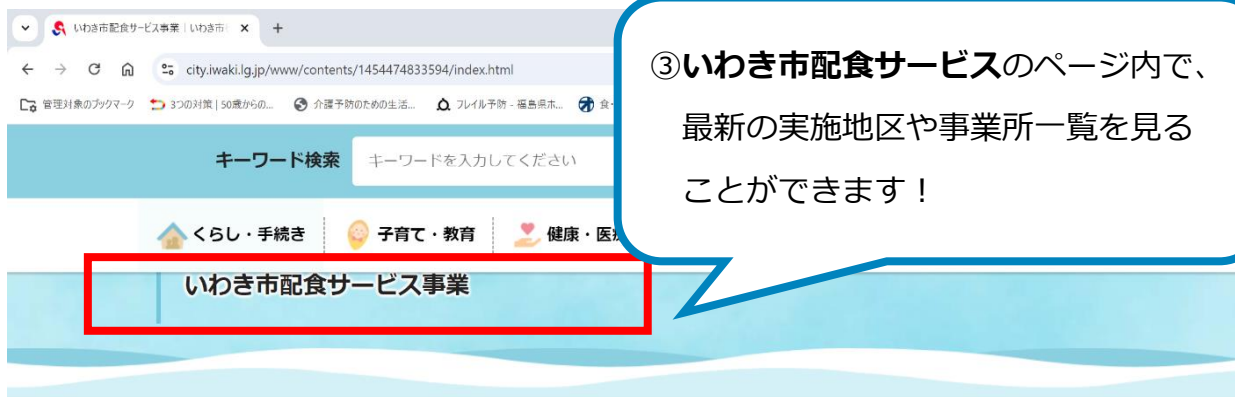 いわき市配食サービス事業 | いわき市
city.iwaki.lg.jp/www/contents/1454474833594/index.html
管理対象のブックマーク 3つの対策 | 50歳からの... 介護予防のための生活... フレイル予防 - 福島県ホ... 食・
キーワード検索 キーワードを入力してください
くらし・手続き 子育て・教育 健康・医
いわき市配食サービス事業
③いわき市配食サービスのページ内で、
最新の実施地区や事業所一覧を見る
ことができます！